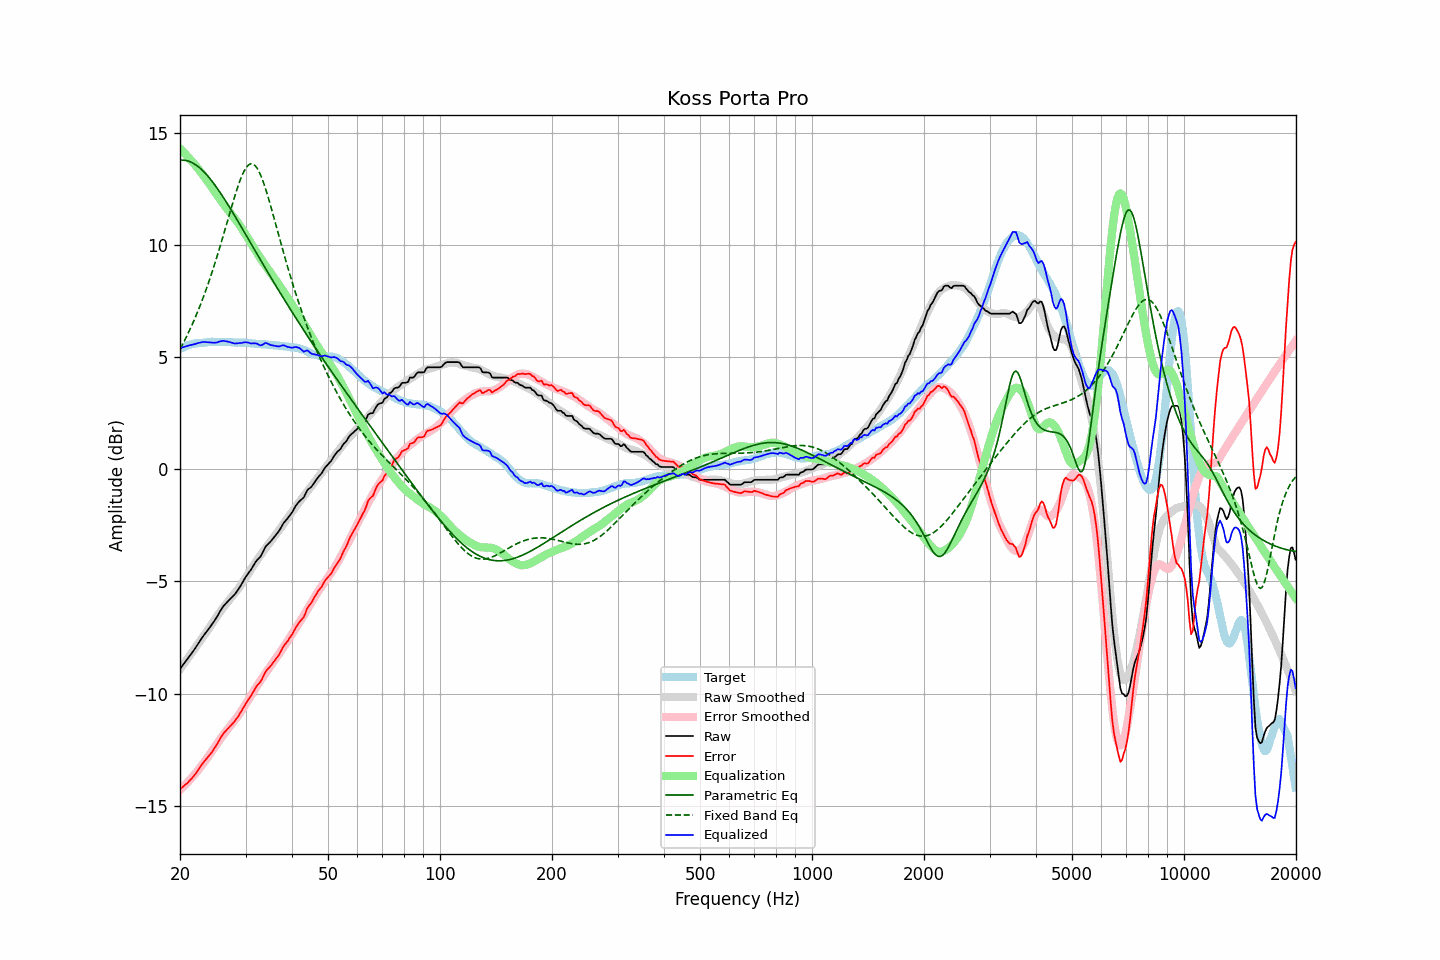 Koss Porta Pro
Amplitude (dBr)
15
10
5
0
−5
−10
−15
Target
Raw Smoothed
Error Smoothed
Raw
Error
Equalization
Parametric Eq
Fixed Band Eq
Equalized
20 50 100 200 500 1000 2000 5000 10000 20000
Frequency (Hz)